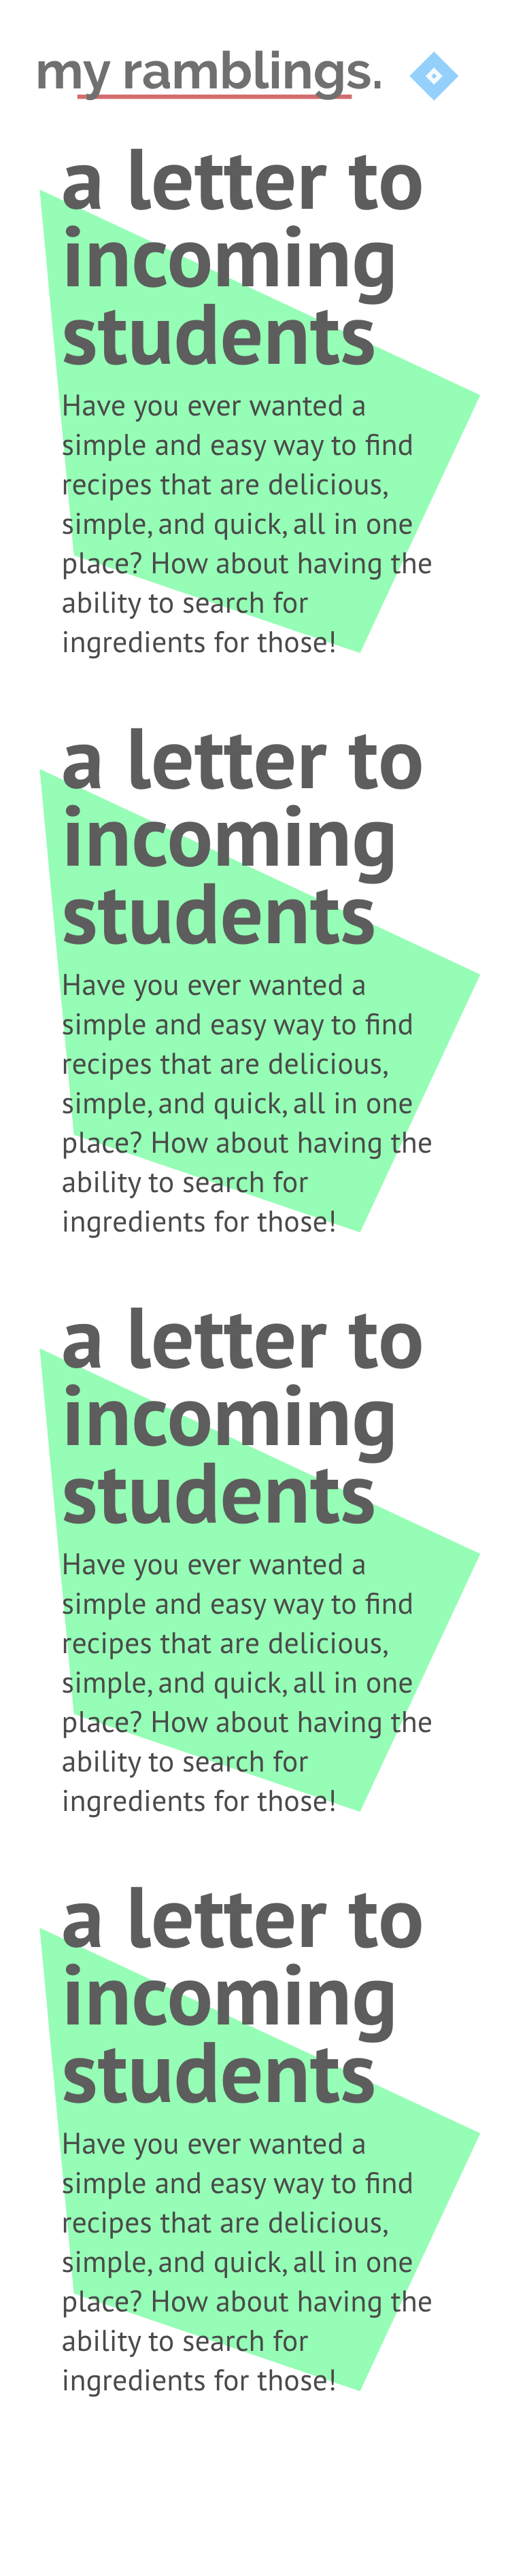 my ramblings.
a letter to
incoming
students
Have you ever wanted a
simple and easy way to find
recipes that are delicious,
simple, and quick, all in one
place? How about having the
ability to search for
ingredients for those!
a letter to
incoming
students
Have you ever wanted a
simple and easy way to find
recipes that are delicious,
simple, and quick, all in one
place? How about having the
ability to search for
ingredients for those!
a letter to
incoming
students
Have you ever wanted a
simple and easy way to find
recipes that are delicious,
simple, and quick, all in one
place? How about having the
ability to search for
ingredients for those!
a letter to
incoming
students
Have you ever wanted a
simple and easy way to find
recipes that are delicious,
simple, and quick, all in one
place? How about having the
ability to search for
ingredients for those!